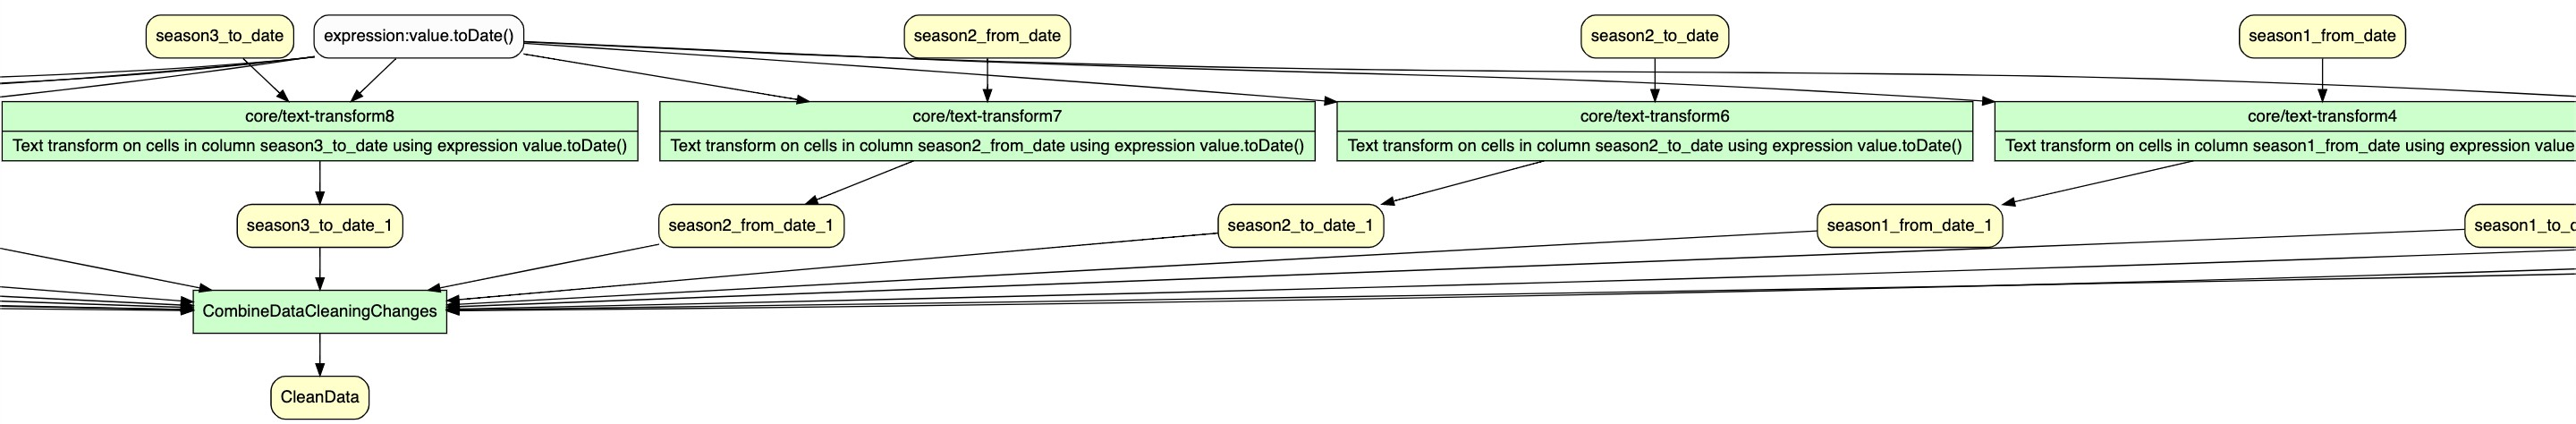 season3_to_date
expression:value.toDate()
season2_from_date
season2_to_date
season1_from_date
core/text-transform8
Text transform on cells in column season3_to_date using expression value.toDate()
core/text-transform7
Text transform on cells in column season2_from_date using expression value.toDate()
core/text-transform6
Text transform on cells in column season2_to_date using expression value.toDate()
core/text-transform4
Text transform on cells in column season1_from_date using expression value
season3_to_date_1
season2_from_date_1
season2_to_date_1
season1_from_date_1
season1_to_d
CombineDataCleaningChanges
CleanData